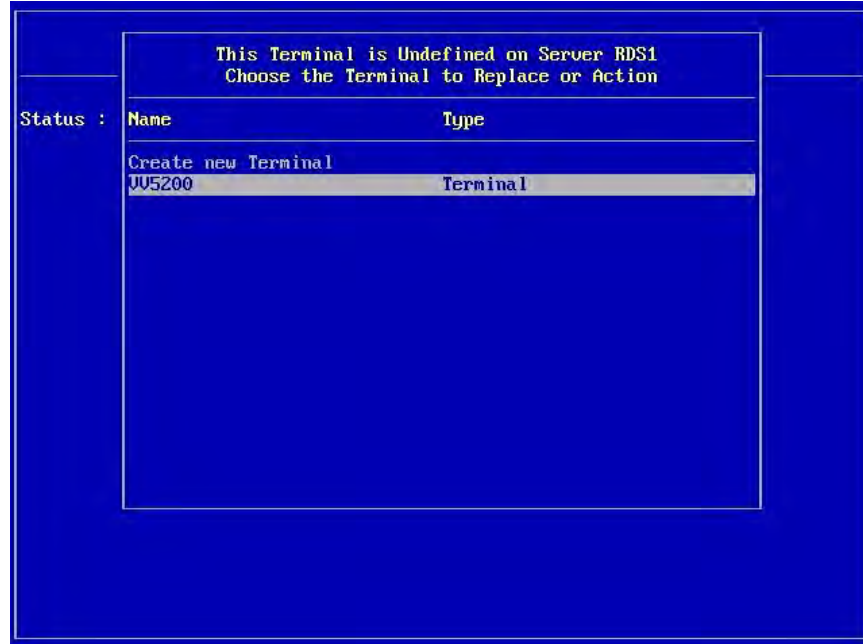 This Terminal is Undefined on Server RDS1
Choose the Terminal to Replace or Action
Status :
Name Type
Create new Terminal
VV5200 Terminal